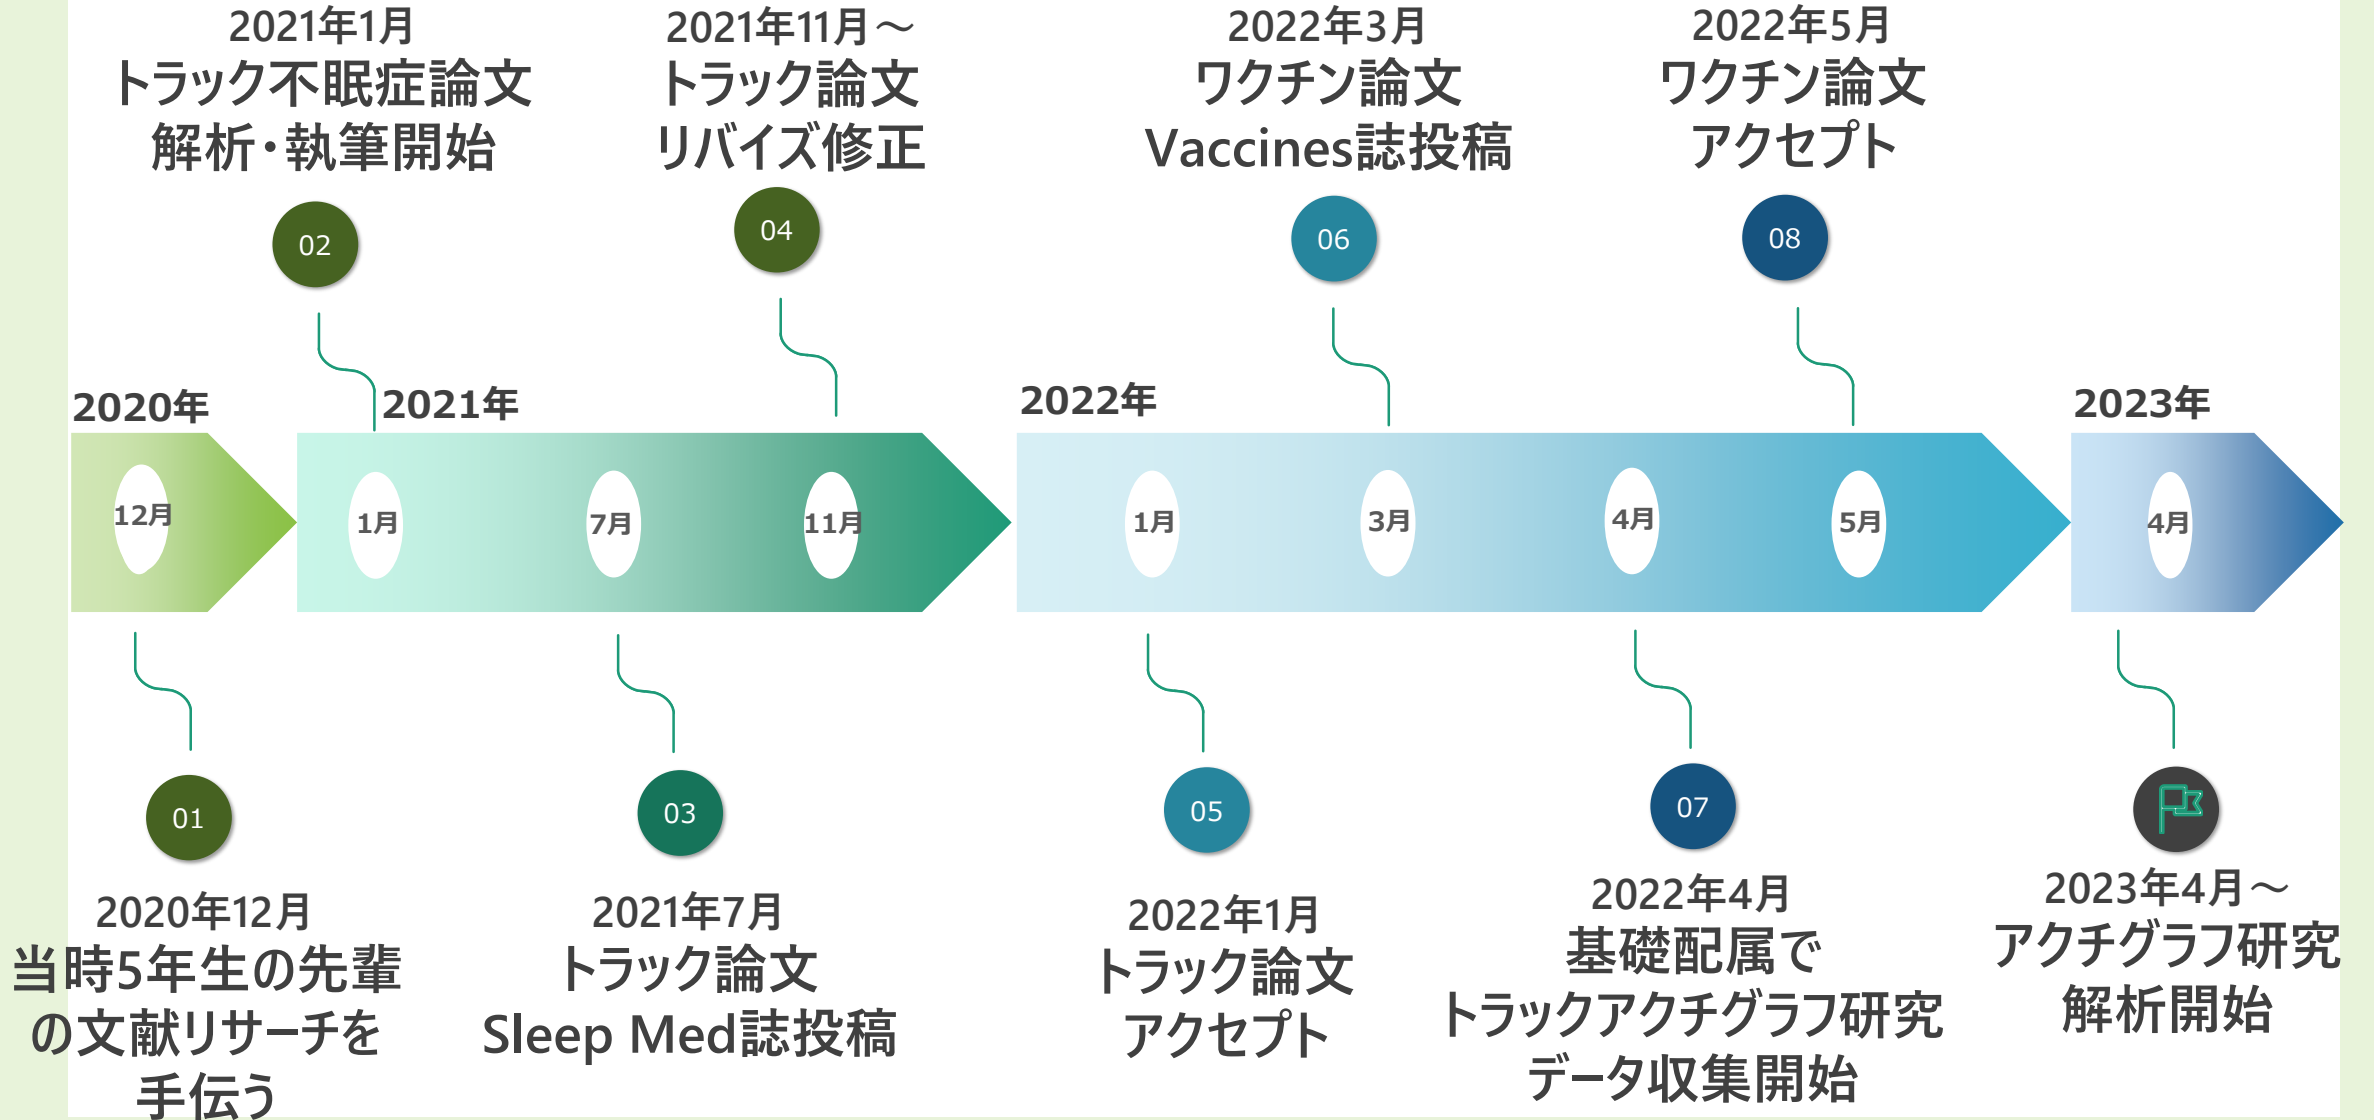 2021年1月
トラック不眠症論文
解析・執筆開始
2021年11月～
トラック論文
リバイズ修正
2022年3月
ワクチン論文
Vaccines誌投稿
2022年5月
ワクチン論文
アクセプト
02
04
06
08
2020年
2021年
2022年
2023年
12月
1月
7月
11月
1月
3月
4月
5月
4月
01
03
05
07
2020年12月
当時5年生の先輩
の文献リサーチを
手伝う
2021年7月
トラック論文
Sleep Med誌投稿
2022年1月
トラック論文
アクセプト
2022年4月
基礎配属で
トラックアクチグラフ研究
データ収集開始
2023年4月～
アクチグラフ研究
解析開始